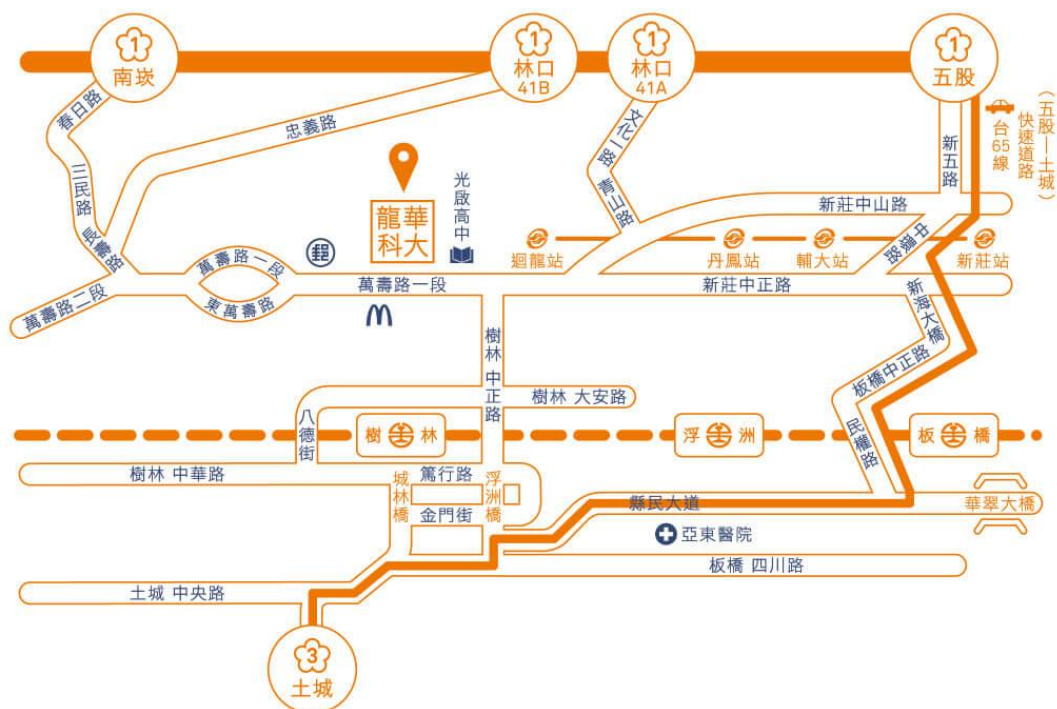 1
南崁
1
林口
41B
1
林口
41A
1
五股
春日路
忠義路
文化一路
青山路
新五路
台65線
快速道路
(五股—土城)
三民路
長壽路
龍華
科大
光啟高中
新莊中山路
中環路
迴龍站
丹鳳站
輔大站
新莊站
郵
萬壽路一段
東萬壽路
萬壽路二段
萬壽路一段
新莊中正路
新海大橋
樹林 中正路
板橋中正路
樹林 大安路
八德街
民權路
樹 林
浮 洲
板 橋
樹林 中華路
城林橋
篤行路
浮洲橋
金門街
縣民大道
華翠大橋
亞東醫院
板橋 四川路
土城 中央路
3
土城